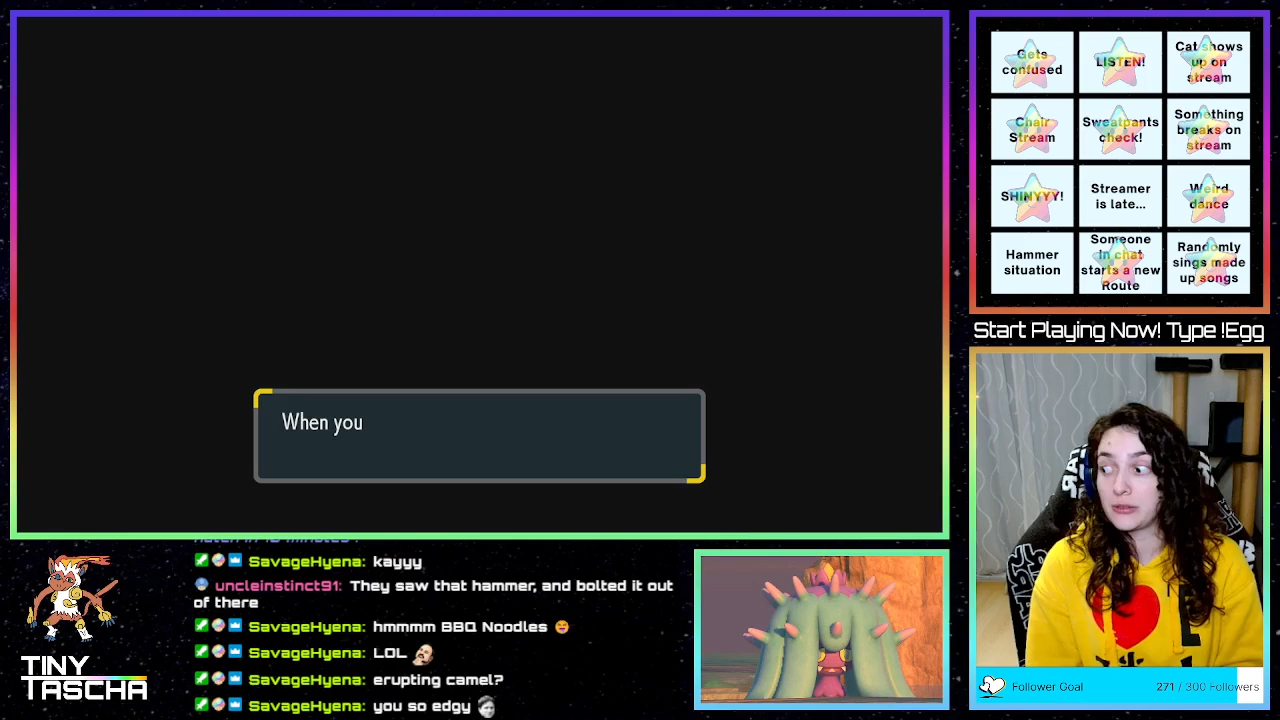 When you
Gets
confused
LISTEN!
Cat shows
up on
stream
Chair
Stream
Sweatpants
check!
Something
breaks on
stream
SHINYYY!
Streamer
is late...
Weird
dance
Hammer
situation
Someone
in chat
starts a new
Route
Randomly
sings made
up songs
Start Playing Now! Type !Egg
SavageHyena: kayyy
uncleinstinct91: They saw that hammer, and bolted it out
of there
SavageHyena: hmmmm BBQ Noodles
SavageHyena: LOL
SavageHyena: erupting camel?
SavageHyena: you so edgy
TINY
TASCHA
Follower Goal
271 / 300 Followers